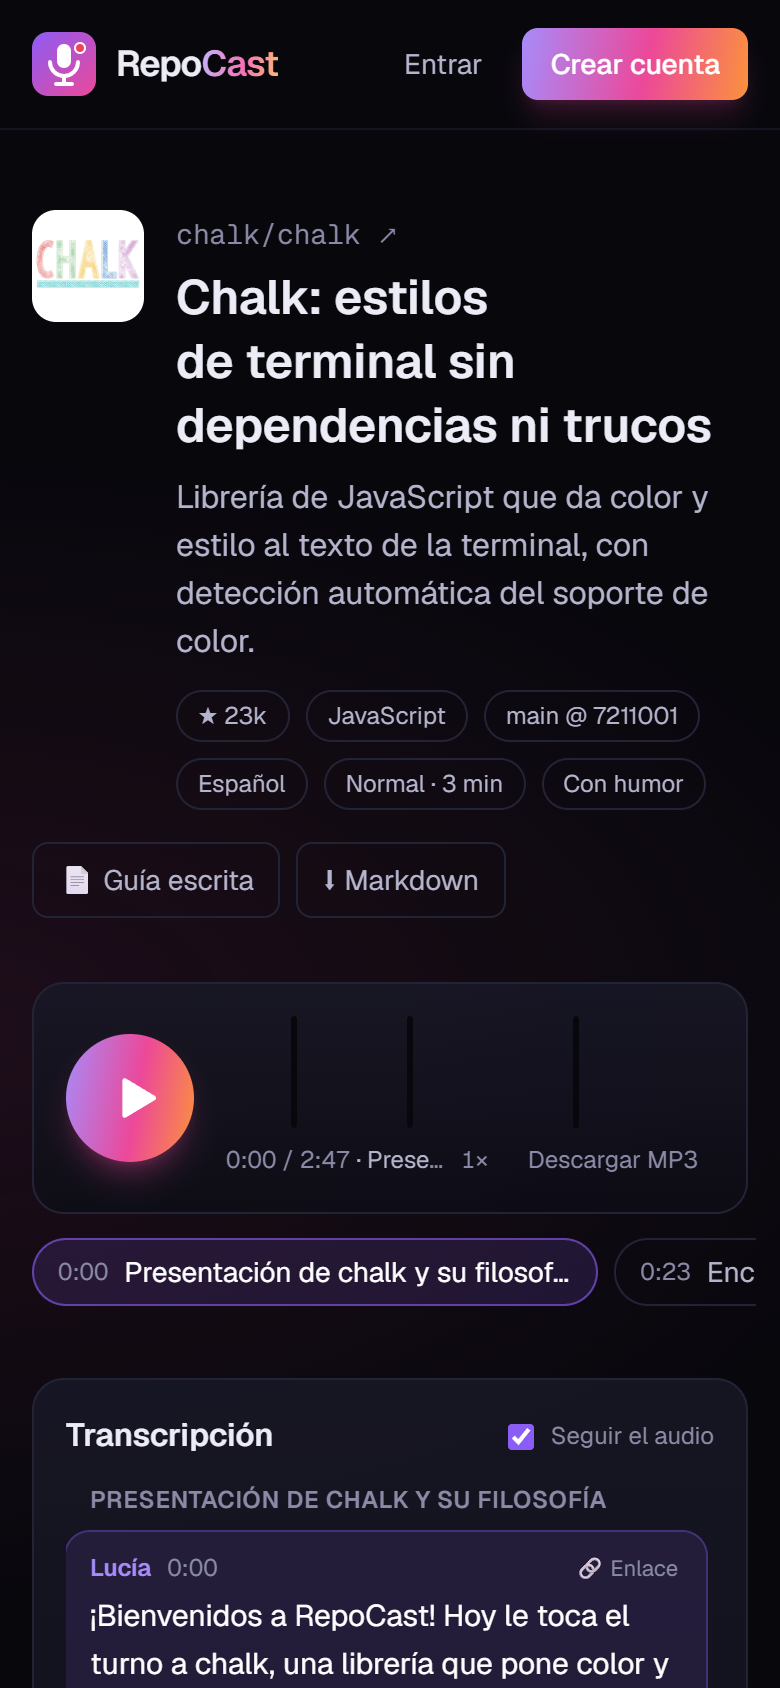 RepoCast
Entrar
Crear cuenta
CHALK
chalk/chalk ↗
Chalk: estilos
de terminal sin
dependencias ni trucos
Librería de JavaScript que da color y
estilo al texto de la terminal, con
detección automática del soporte de
color.
★ 23k
JavaScript
main @ 7211001
Español
Normal · 3 min
Con humor
Guía escrita
⬇ Markdown
0:00 / 2:47 · Prese...
1×
Descargar MP3
0:00 Presentación de chalk y su filosof...
0:23 Enc
Transcripción
Seguir el audio
PRESENTACIÓN DE CHALK Y SU FILOSOFÍA
Lucía 0:00
Enlace
¡Bienvenidos a RepoCast! Hoy le toca el
turno a chalk, una librería que pone color y